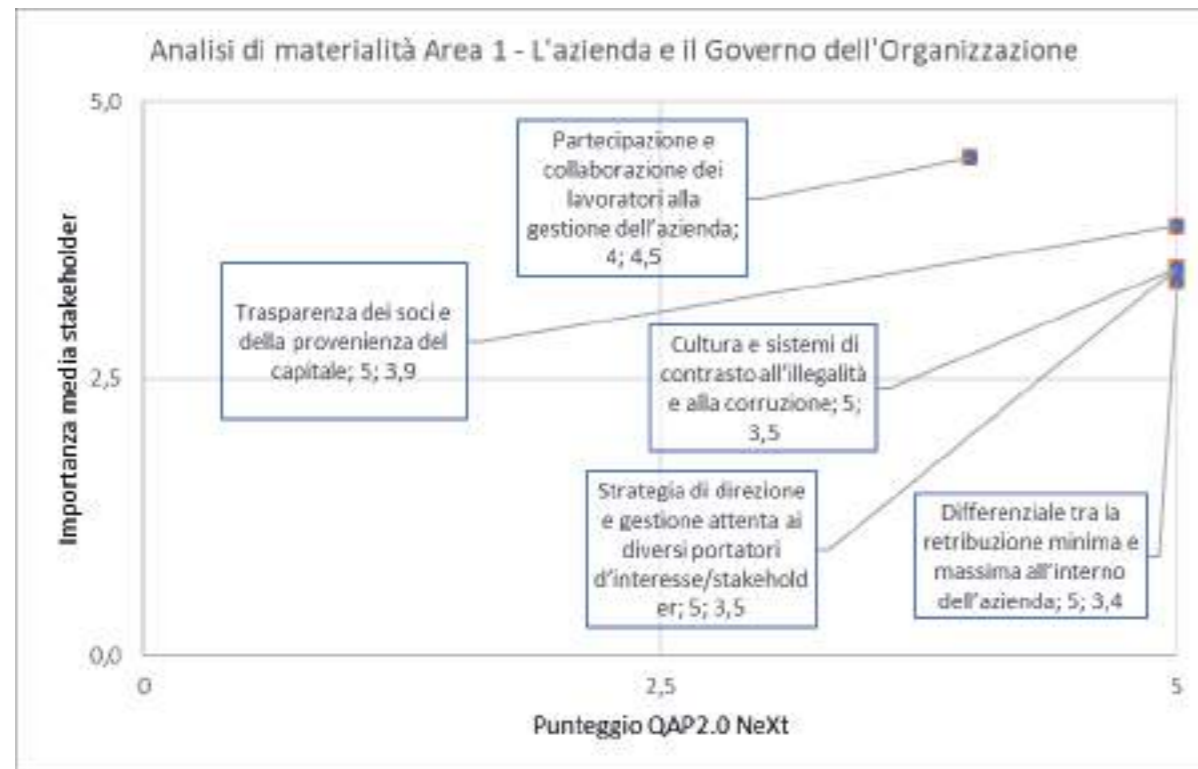 Analisi di materialità Area 1 - L'azienda e il Governo dell'Organizzazione
5,0
Partecipazione e
collaborazione dei
lavoratori alla
gestione dell'azienda;
4; 4,5
Trasparenza dei soci e
della provenienza del
capitale; 5; 3,9
Cultura e sistemi di
contrasto all'illegalità
e alla corruzione; 5;
3,5
Strategia di direzione
e gestione attenta ai
diversi portatori
d'interesse/stakehold
er; 5; 3,5
Differenziale tra la
retribuzione minima e
massima all'interno
dell'azienda; 5; 3,4
Importanza media stakeholder
2,5
0,0
0
2,5
5
Punteggio QAP2.0 NeXt